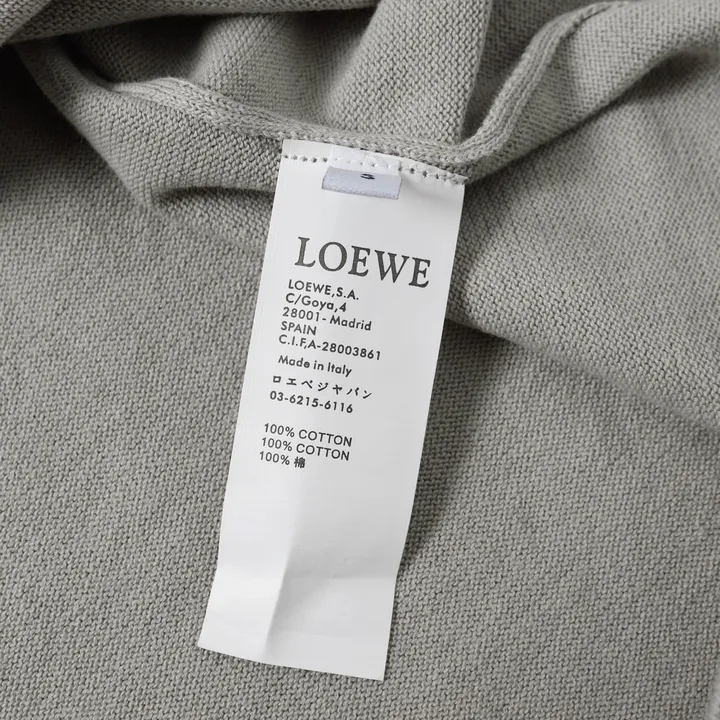 LOEWE
LOEWE,S.A.
C/Goya,4
28001- Madrid
SPAIN
C.I.F,A-28003861
Made in Italy
ロエベジャパン
03-6215-6116
100% COTTON
100% COTTON
100% 棉